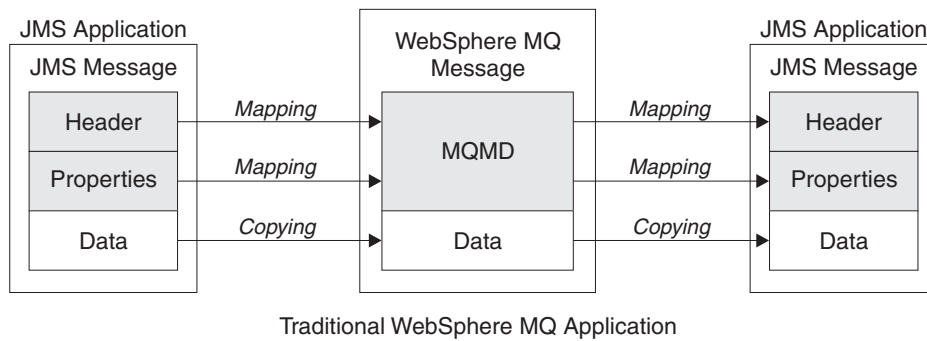 JMS Application
JMS Message
Header
Properties
Data
Mapping
Mapping
Copying
WebSphere MQ
Message
MQMD
Data
Mapping
Mapping
Copying
JMS Application
JMS Message
Header
Properties
Data
Traditional WebSphere MQ Application